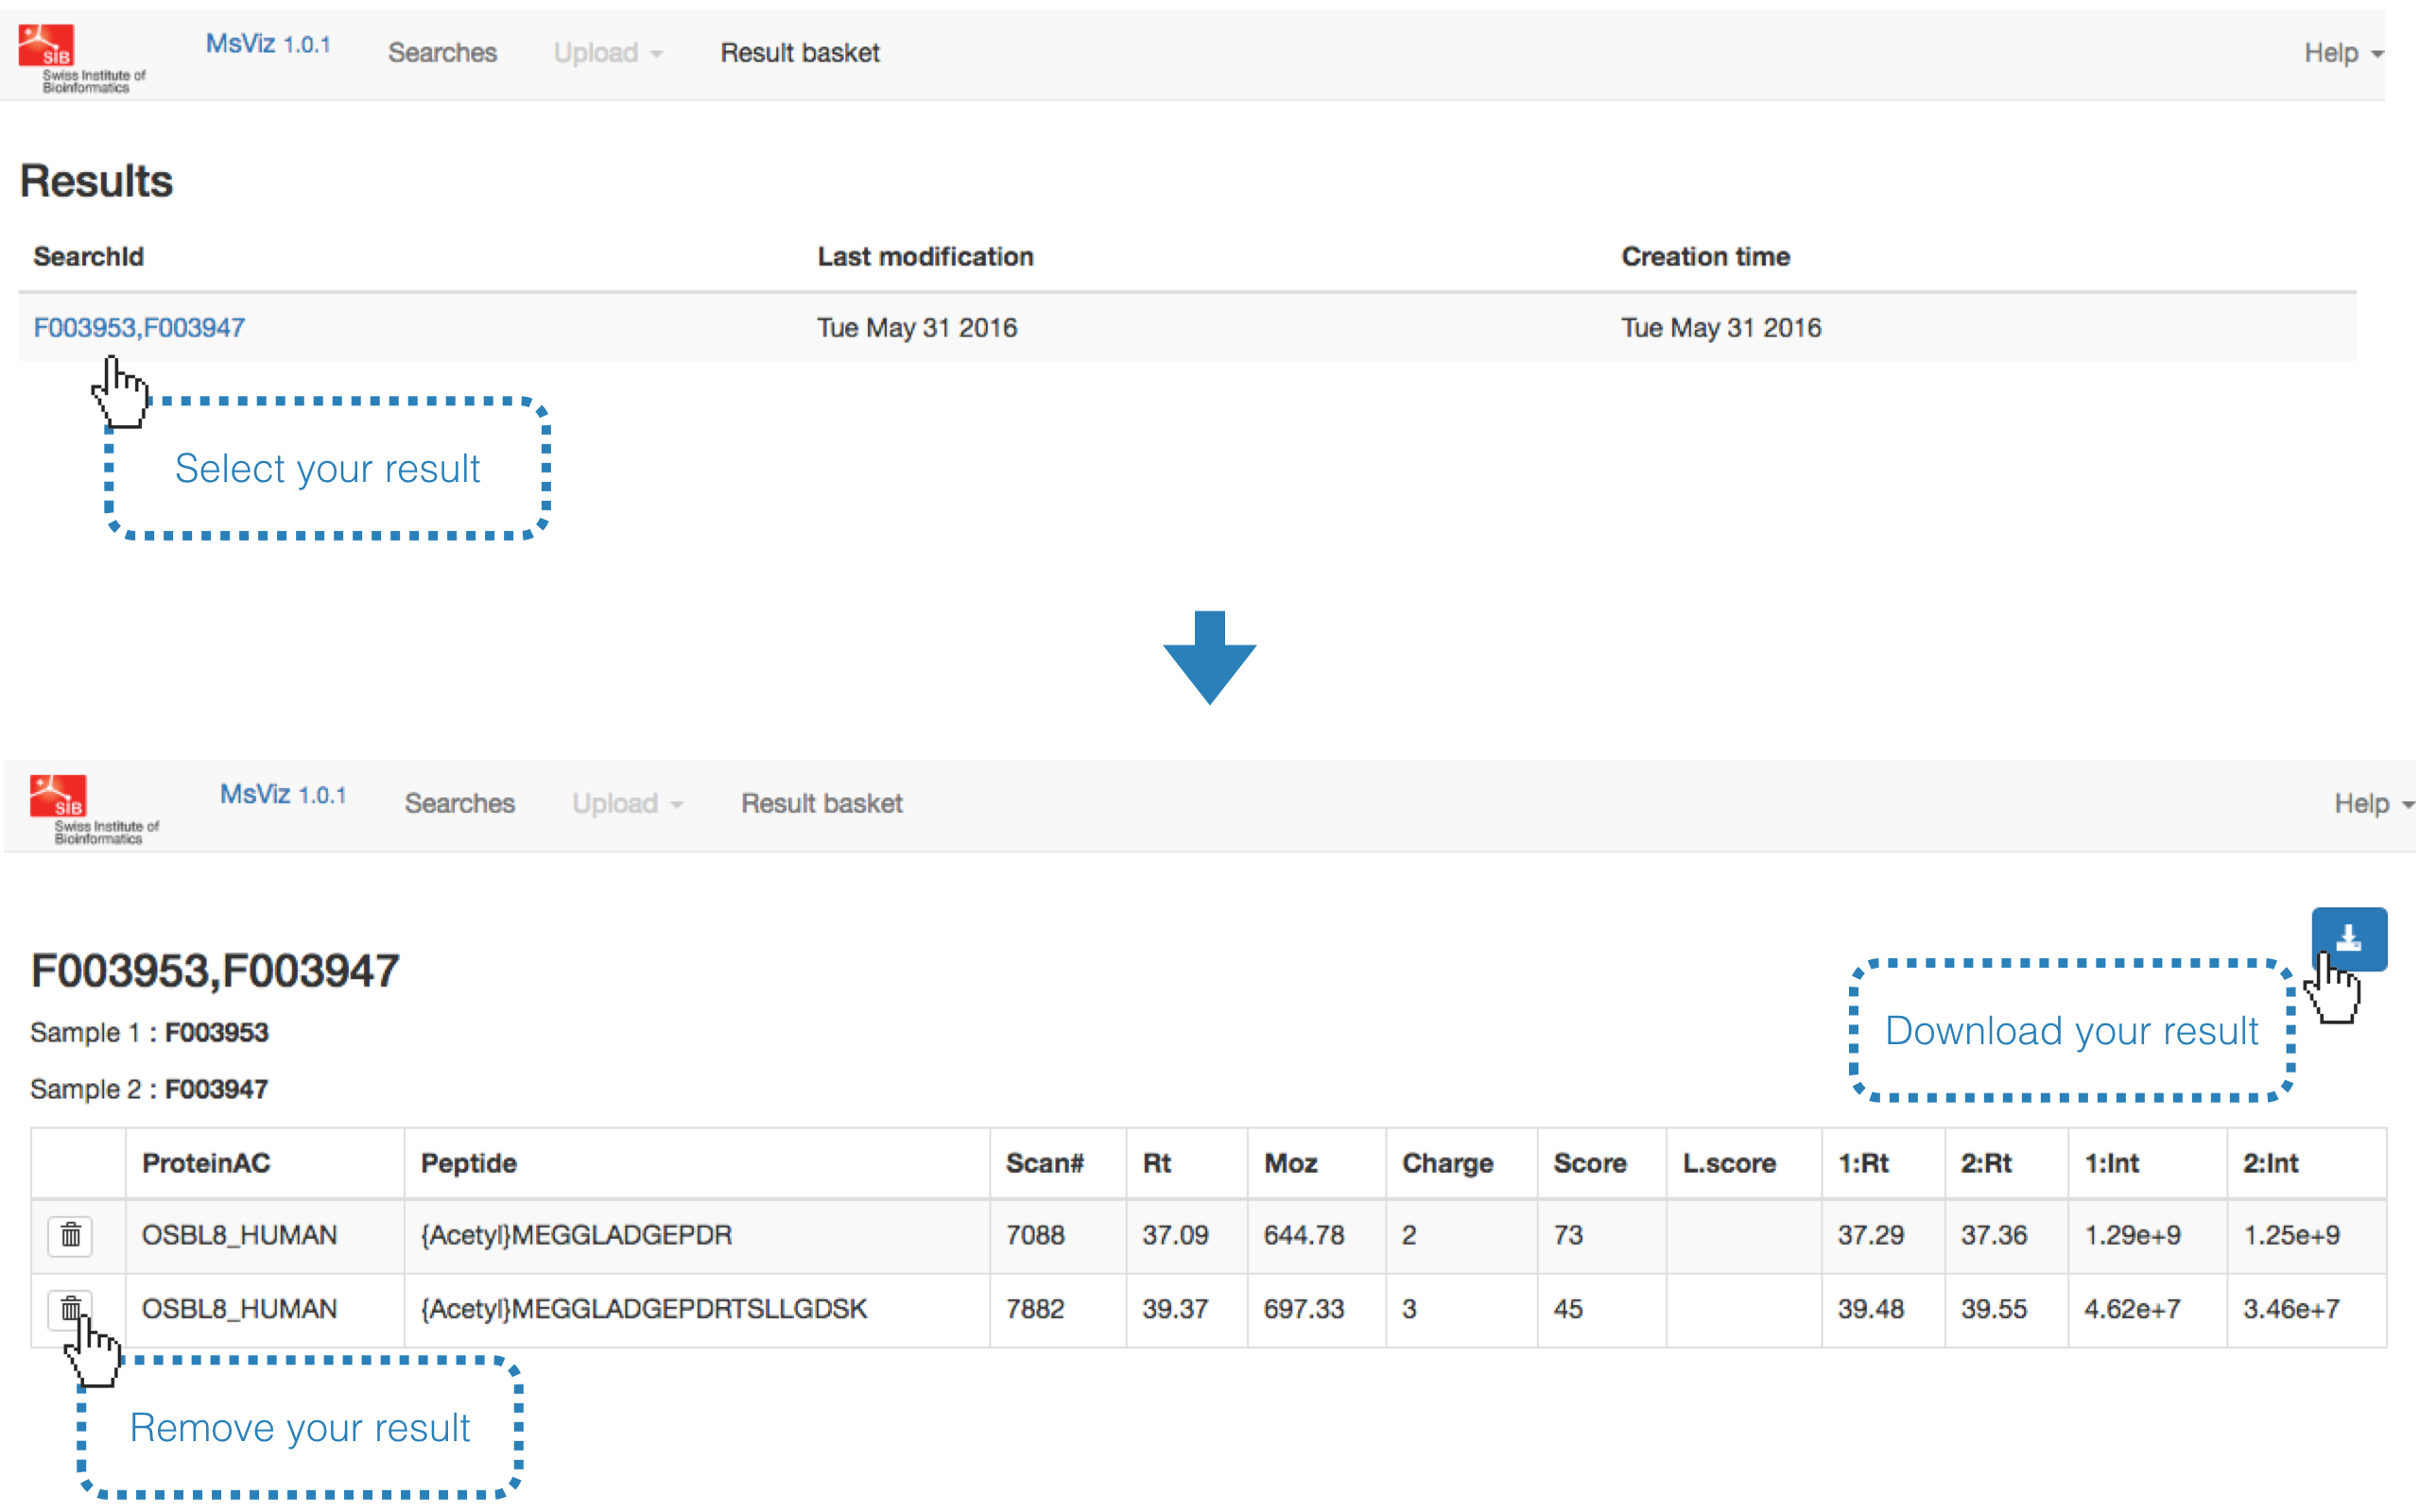 SIB
Swiss Institute of
Bioinformatics
MsViz 1.0.1 Searches Upload Result basket Help
Results
SearchId Last modification Creation time
F003953,F003947 Tue May 31 2016 Tue May 31 2016
Select your result
SIB
Swiss Institute of
Bioinformatics
MsViz 1.0.1 Searches Upload Result basket Help
F003953,F003947
Sample 1 : F003953
Sample 2 : F003947
Download your result
ProteinAC Peptide Scan# Rt Moz Charge Score L.score 1:Rt 2:Rt 1:Int 2:Int
OSBL8_HUMAN {Acetyl}MEGGLADGEPDR 7088 37.09 644.78 2 73 37.29 37.36 1.29e+9 1.25e+9
OSBL8_HUMAN {Acetyl}MEGGLADGEPDRTSLLGDSK 7882 39.37 697.33 3 45 39.48 39.55 4.62e+7 3.46e+7
Remove your result